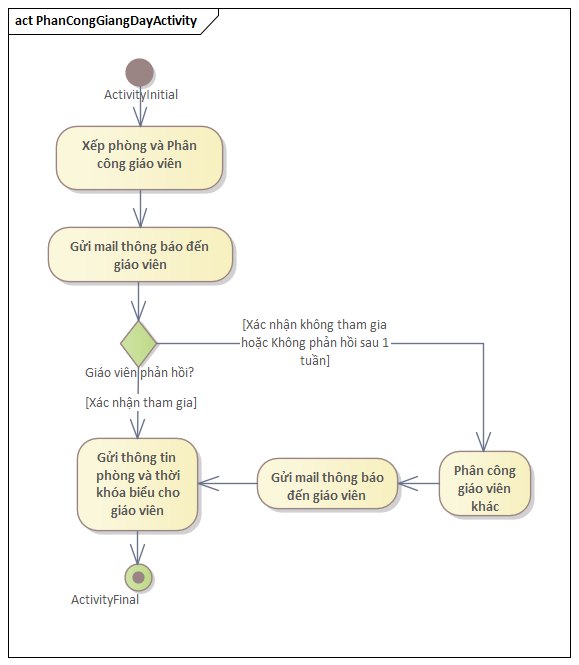 act PhanCongGiangDayActivity
ActivityInitial
Xếp phòng và Phân
công giáo viên
Gửi mail thông báo đến
giáo viên
[Xác nhận không tham gia
hoặc Không phản hồi sau 1
tuần]
Giáo viên phản hồi?
[Xác nhận tham gia]
Gửi thông tin
phòng và thời
khóa biểu cho
giáo viên
Gửi mail thông báo
đến giáo viên
Phân công
giáo viên
khác
ActivityFinal